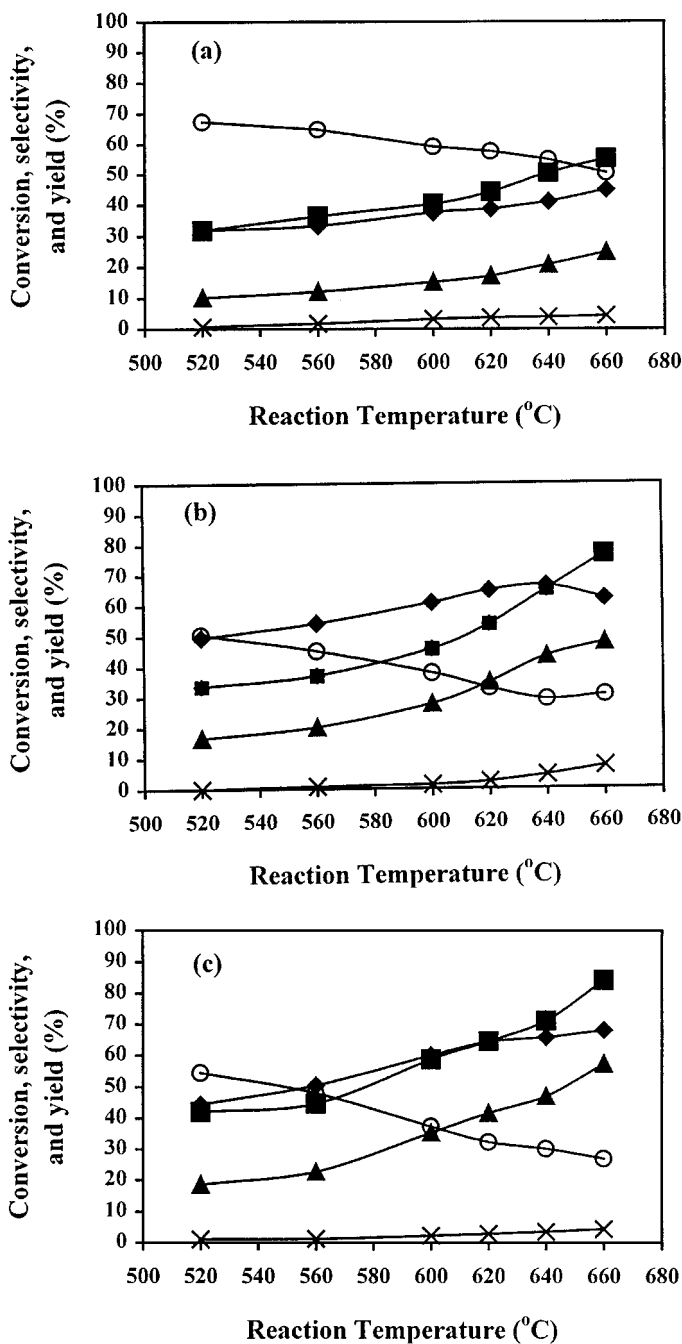 100
90
80
70
60
50
40
30
20
10
0
(a)
Conversion, selectivity,
and yield (%)
500 520 540 560 580 600 620 640 660 680
Reaction Temperature (°C)
100
90
80
70
60
50
40
30
20
10
0
(b)
Conversion, selectivity,
and yield (%)
500 520 540 560 580 600 620 640 660 680
Reaction Temperature (°C)
100
90
80
70
60
50
40
30
20
10
0
(c)
Conversion, selectivity,
and yield (%)
500 520 540 560 580 600 620 640 660 680
Reaction Temperature (°C)